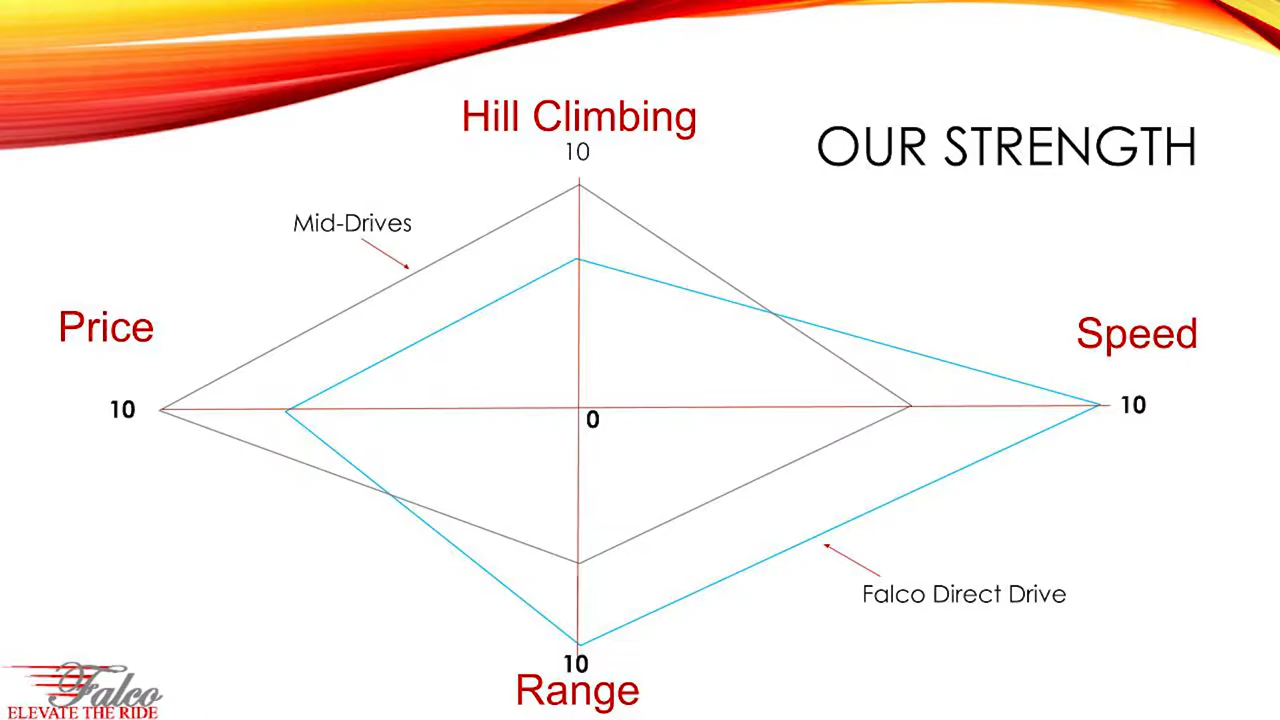 Hill Climbing
10
OUR STRENGTH
Mid-Drives
Price
Speed
10
10
0
Falco Direct Drive
10
Range
Falco
ELEVATE THE RIDE